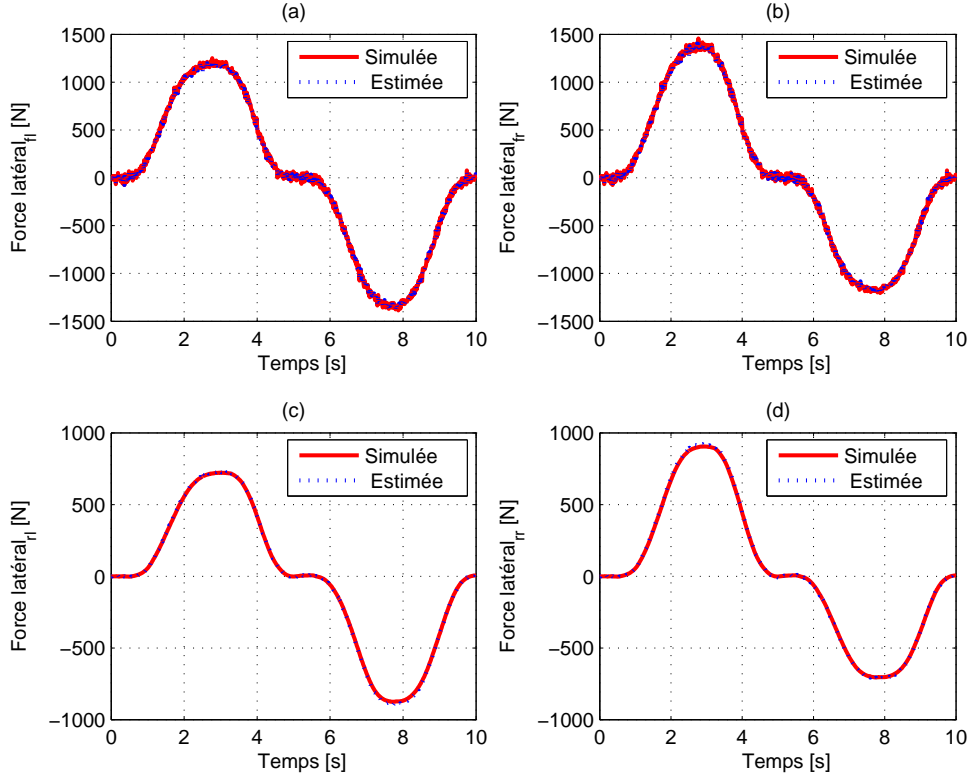 (a)
1500
1000
500
0
−500
−1000
−1500
0 2 4 6 8 10
Temps [s]
Force latéral_fl [N]
Simulée
Estimée
(b)
1500
1000
500
0
−500
−1000
−1500
0 2 4 6 8 10
Temps [s]
Force latéral_fr [N]
Simulée
Estimée
(c)
1000
500
0
−500
−1000
0 2 4 6 8 10
Temps [s]
Force latéral_rl [N]
Simulée
Estimée
(d)
1000
500
0
−500
−1000
0 2 4 6 8 10
Temps [s]
Force latéral_rr [N]
Simulée
Estimée